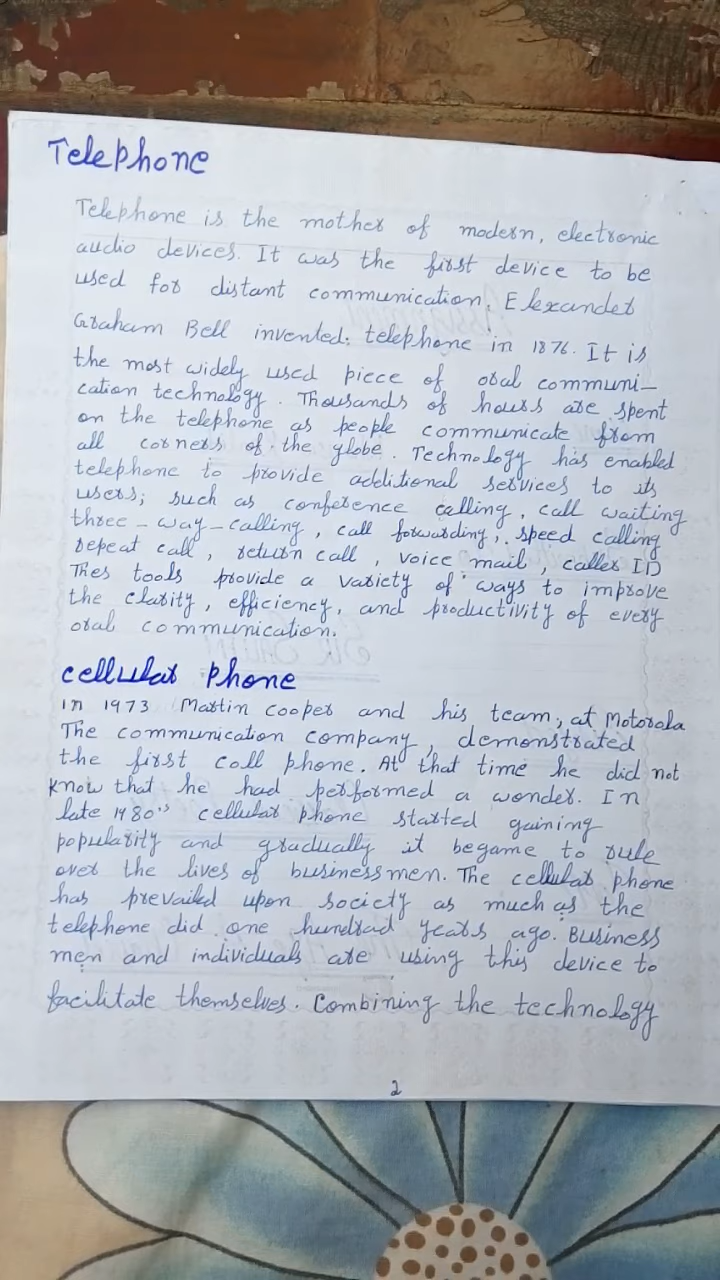 Telephone
Telephone is the mother of modern, electronic
audio devices. It was the first device to be
used for distant communication, Elexander
Graham Bell invented, telephone in 1876. It is
the most widely used piece of oral communi-
cation technology. Thousands of hours are spent
on the telephone as people communicate from
all corners of the globe. Technology has enabled
telephone to provide additional services to its
users; such as conference calling, call waiting
three-way-calling, call forwarding, speed calling
repeat call, return call, voice mail, caller ID
Thes tools provide a variety of ways to improve
the clarity, efficiency, and productivity of every
oral communication.
cellular phone
in 1973 Martin cooper and his team, at Motorola
The communication company, demonstrated
the first coll phone. At that time he did not
know that he had performed a wonder. In
late 1980's cellular phone started gaining
popularity and gradually it begame to rule
over the lives of businessmen. The cellular phone
has prevailed upon society as much as the
telephone did one hundrad years ago. Business
men and individuals are using this device to
facilitate themselves. Combining the technology
2